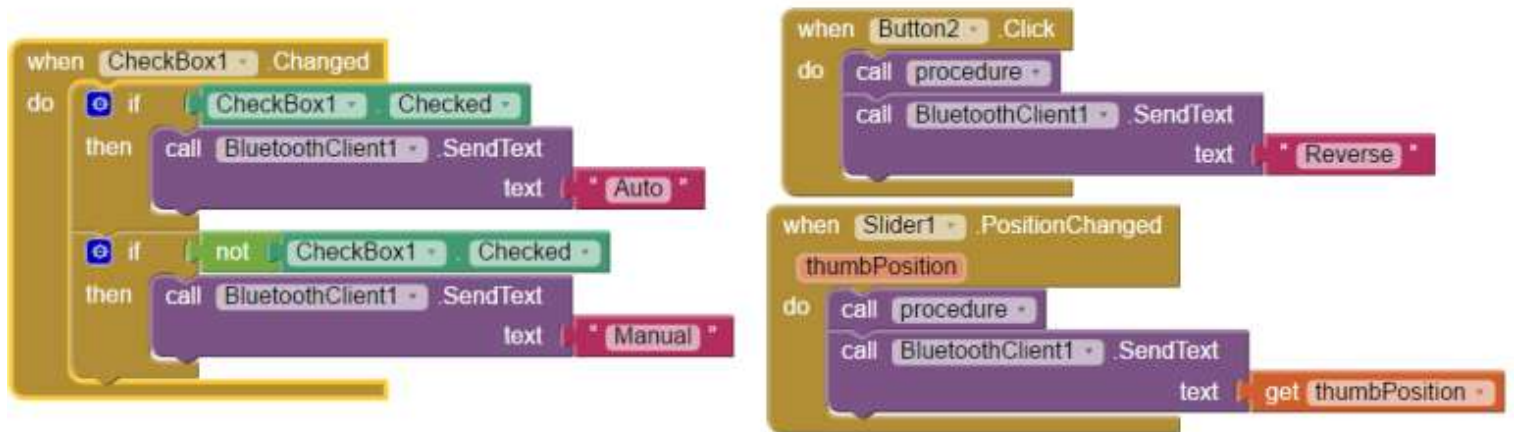 when CheckBox1 .Changed
do if CheckBox1 . Checked
then call BluetoothClient1 .SendText
text " Auto "
if not CheckBox1 . Checked
then call BluetoothClient1 .SendText
text " Manual "
when Button2 .Click
do call procedure
call BluetoothClient1 .SendText
text " Reverse "
when Slider1 .PositionChanged
thumbPosition
do call procedure
call BluetoothClient1 .SendText
text get thumbPosition